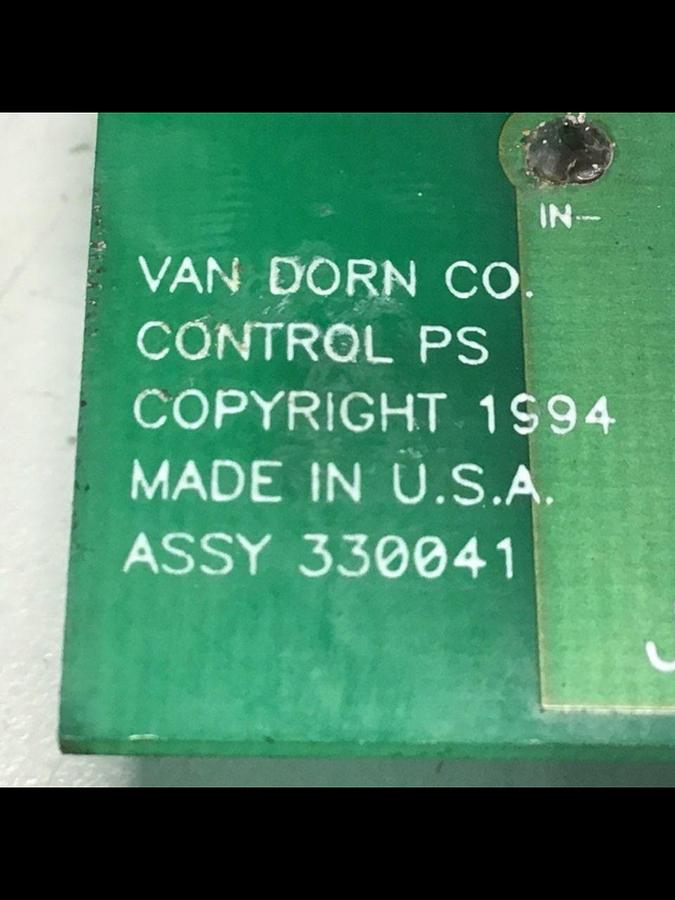 IN-
VAN DORN CO.
CONTROL PS
COPYRIGHT 1994
MADE IN U.S.A.
ASSY 330041